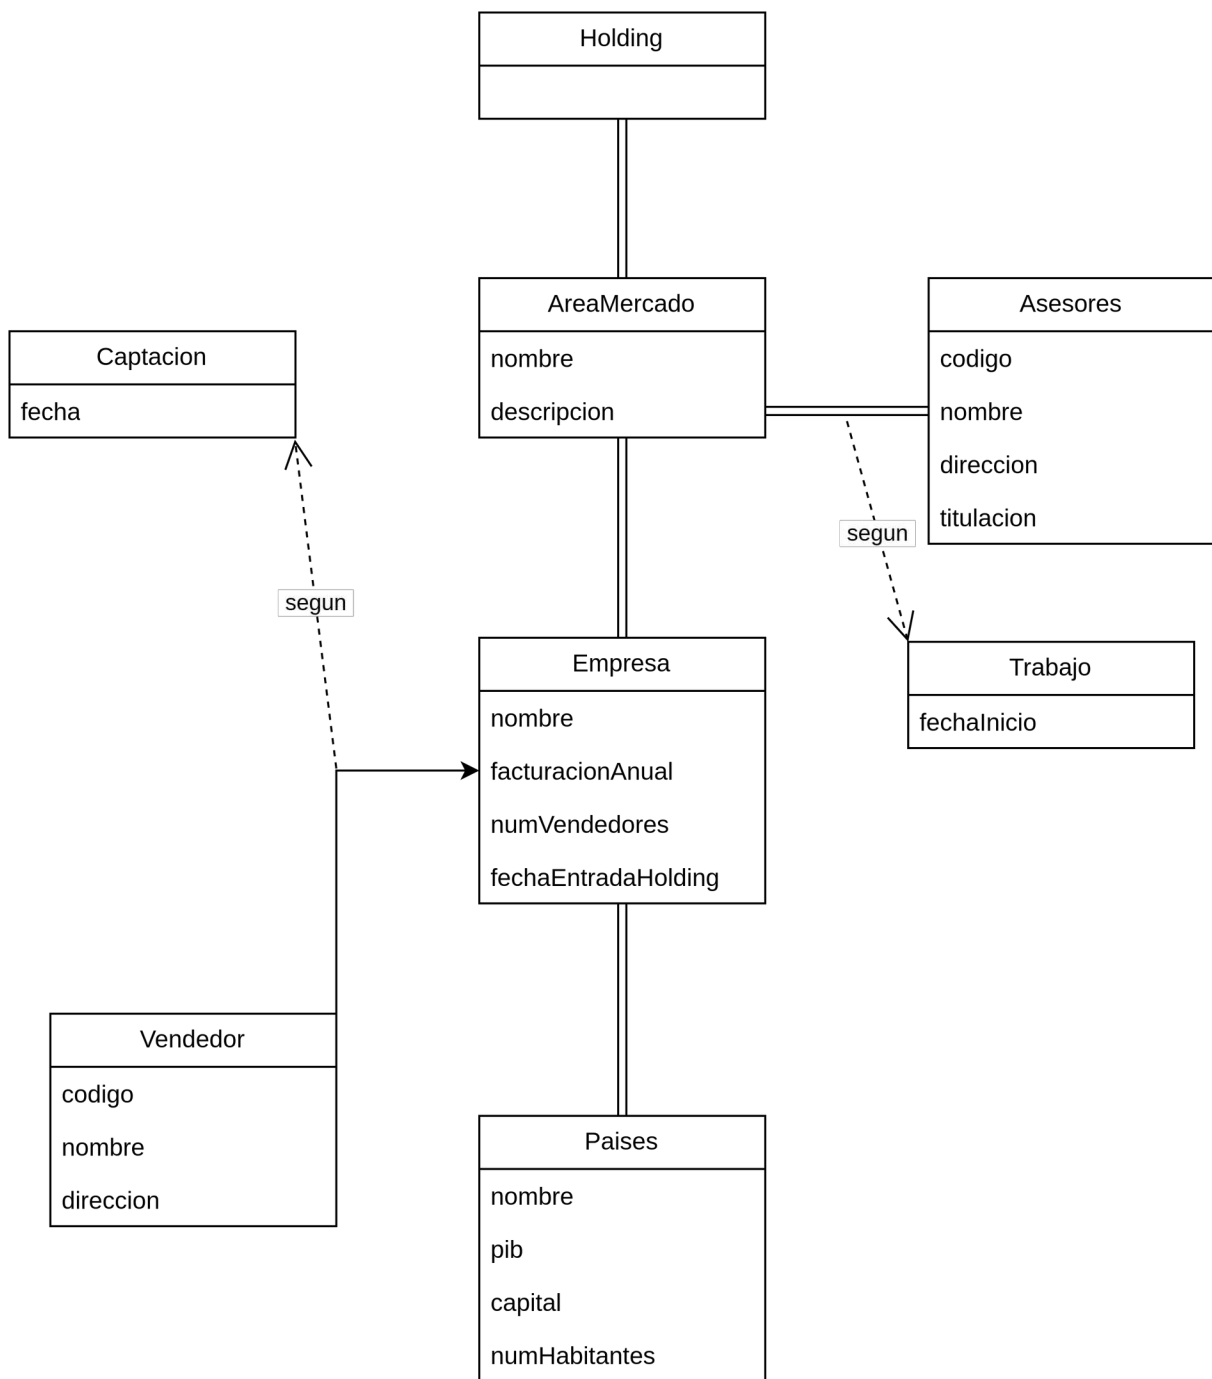 Holding
AreaMercado
nombre
descripcion
Asesores
codigo
nombre
direccion
titulacion
Captacion
fecha
segun
segun
Empresa
nombre
facturacionAnual
numVendedores
fechaEntradaHolding
Trabajo
fechaInicio
Vendedor
codigo
nombre
direccion
Paises
nombre
pib
capital
numHabitantes